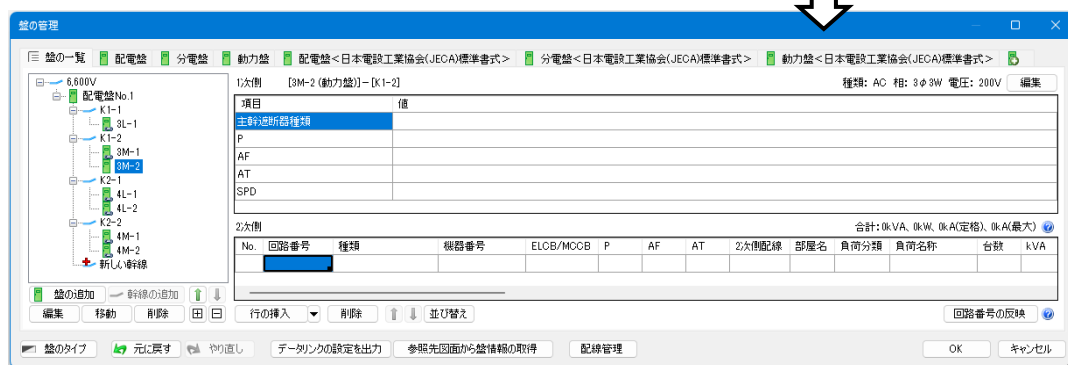 盤の管理
盤の一覧 配電盤 分電盤 動力盤 配電盤<日本電設工業協会(JECA)標準書式> 分電盤<日本電設工業協会(JECA)標準書式> 動力盤<日本電設工業協会(JECA)標準書式>
6,600V
配電盤No.1
K1-1
3L-1
K1-2
3M-1
3M-2
K2-1
4L-1
4L-2
K2-2
4M-1
4M-2
新しい幹線
盤の追加 幹線の追加
編集 移動 削除
1次側 [3M-2(動力盤)]-[K1-2] 種類: AC 相: 3φ3W 電圧: 200V 編集
項目 値
主幹遮断器種類
P
AF
AT
SPD
2次側 合計: 0kVA、0kW、0kA(定格)、0kA(最大)
No. 回路番号 種類 機器番号 ELCB/MCCB P AF AT 2次側配線 部屋名 負荷分類 負荷名称 台数 kVA
行の挿入 削除 並び替え 回路番号の反映
盤のタイプ 元に戻す やり直し データリンクの設定を出力 参照先図面から盤情報の取得 配線管理 OK キャンセル